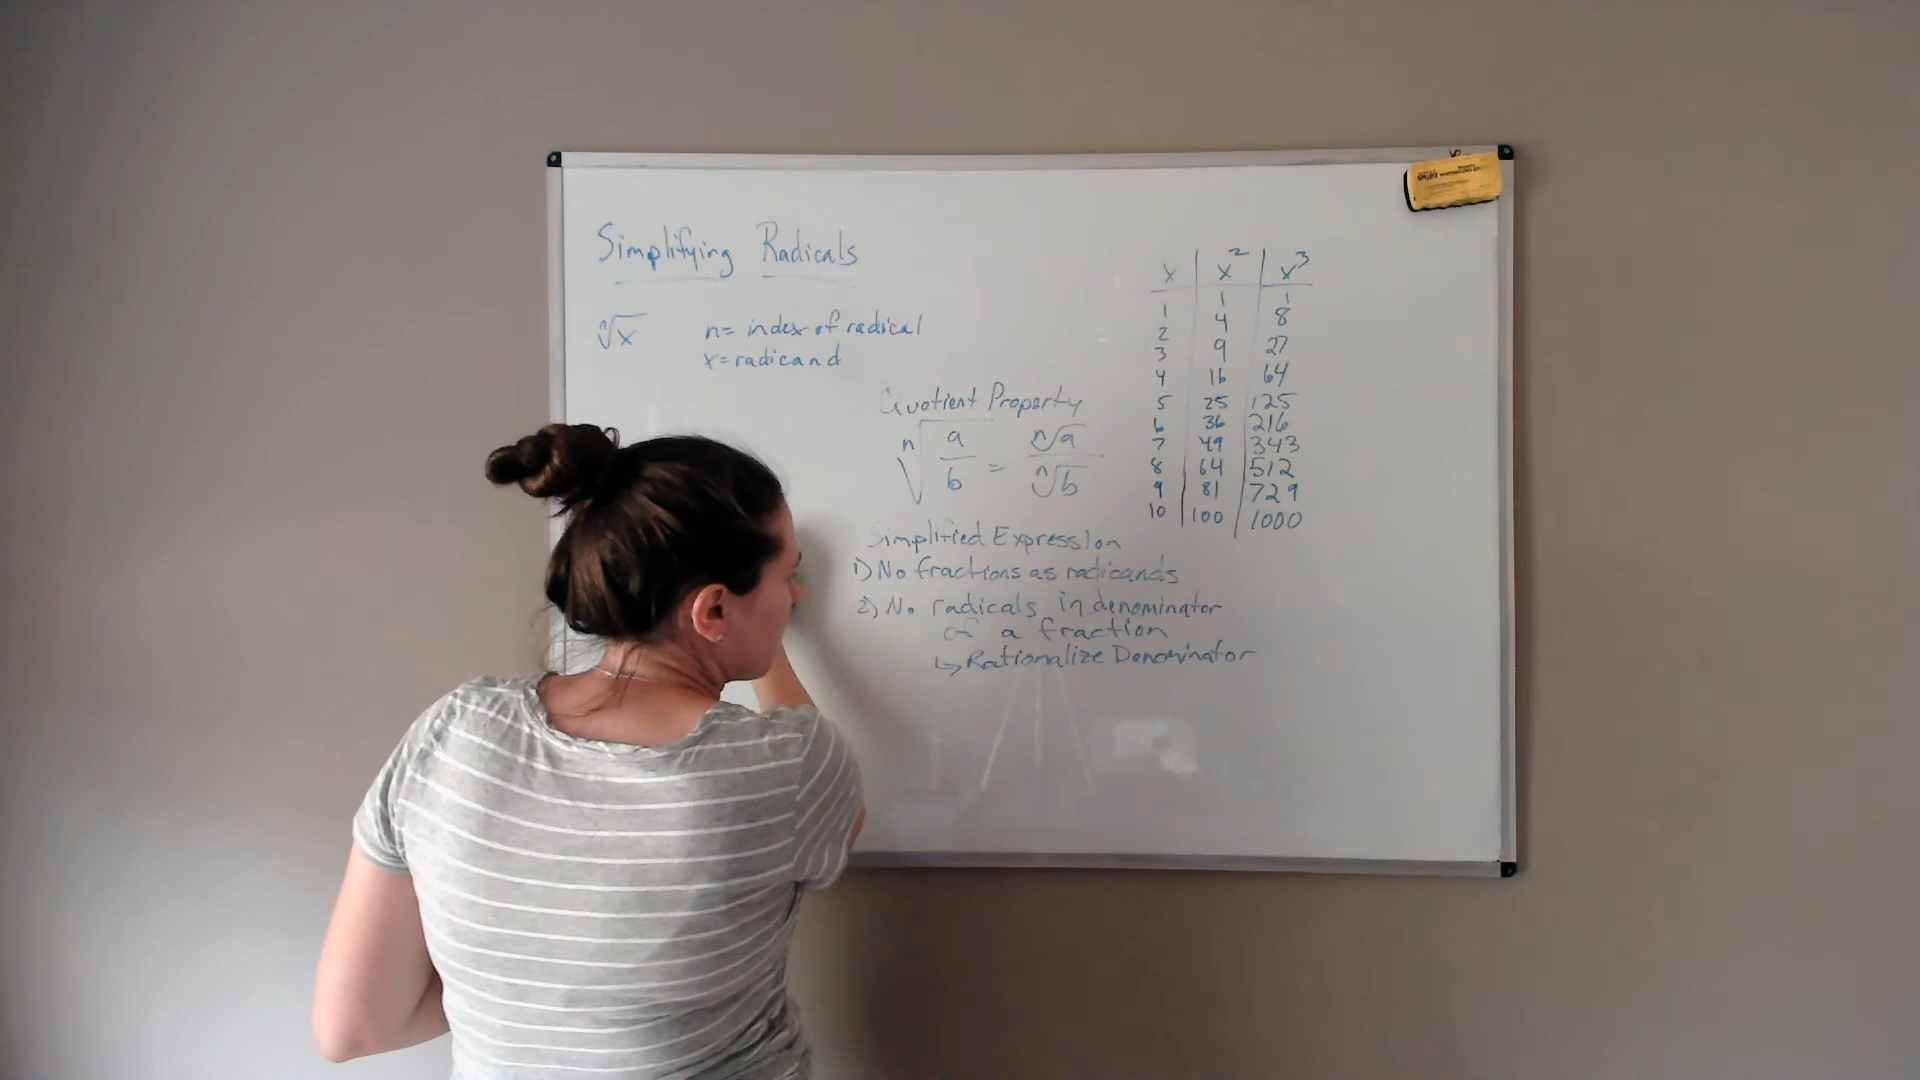 Simplifying Radicals
ⁿ√x n= index of radical
x=radicand
Quotient Property
ⁿ√(a/b) = ⁿ√a / ⁿ√b
Simplified Expression
1) No fractions as radicands
2) No radicals in denominator
of a fraction
↳ Rationalize Denominator
x | x² | x³
1 1 1
2 4 8
3 9 27
4 16 64
5 25 125
6 36 216
7 49 343
8 64 512
9 81 729
10 100 1000